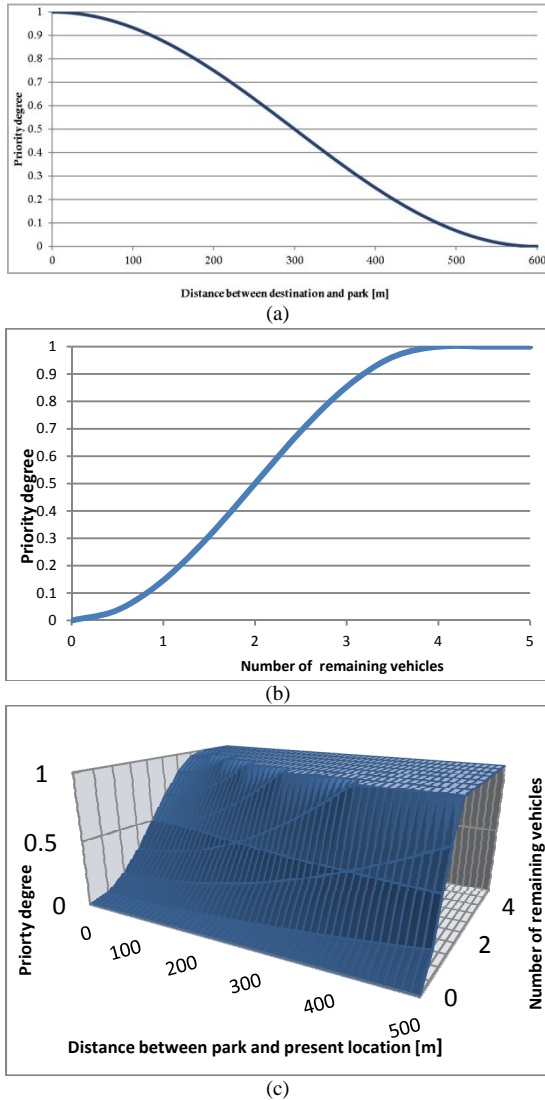 1
0.9
0.8
0.7
0.6
0.5
0.4
0.3
0.2
0.1
0
Priority degree
0 100 200 300 400 500 600
Distance between destination and park [m]
(a)
1
0.9
0.8
0.7
0.6
0.5
0.4
0.3
0.2
0.1
0
Priority degree
0 1 2 3 4 5
Number of remaining vehicles
(b)
1
0.5
0
Priorty degree
0 100 200 300 400 500
Distance between park and present location [m]
0 2 4
Number of remaining vehicles
(c)